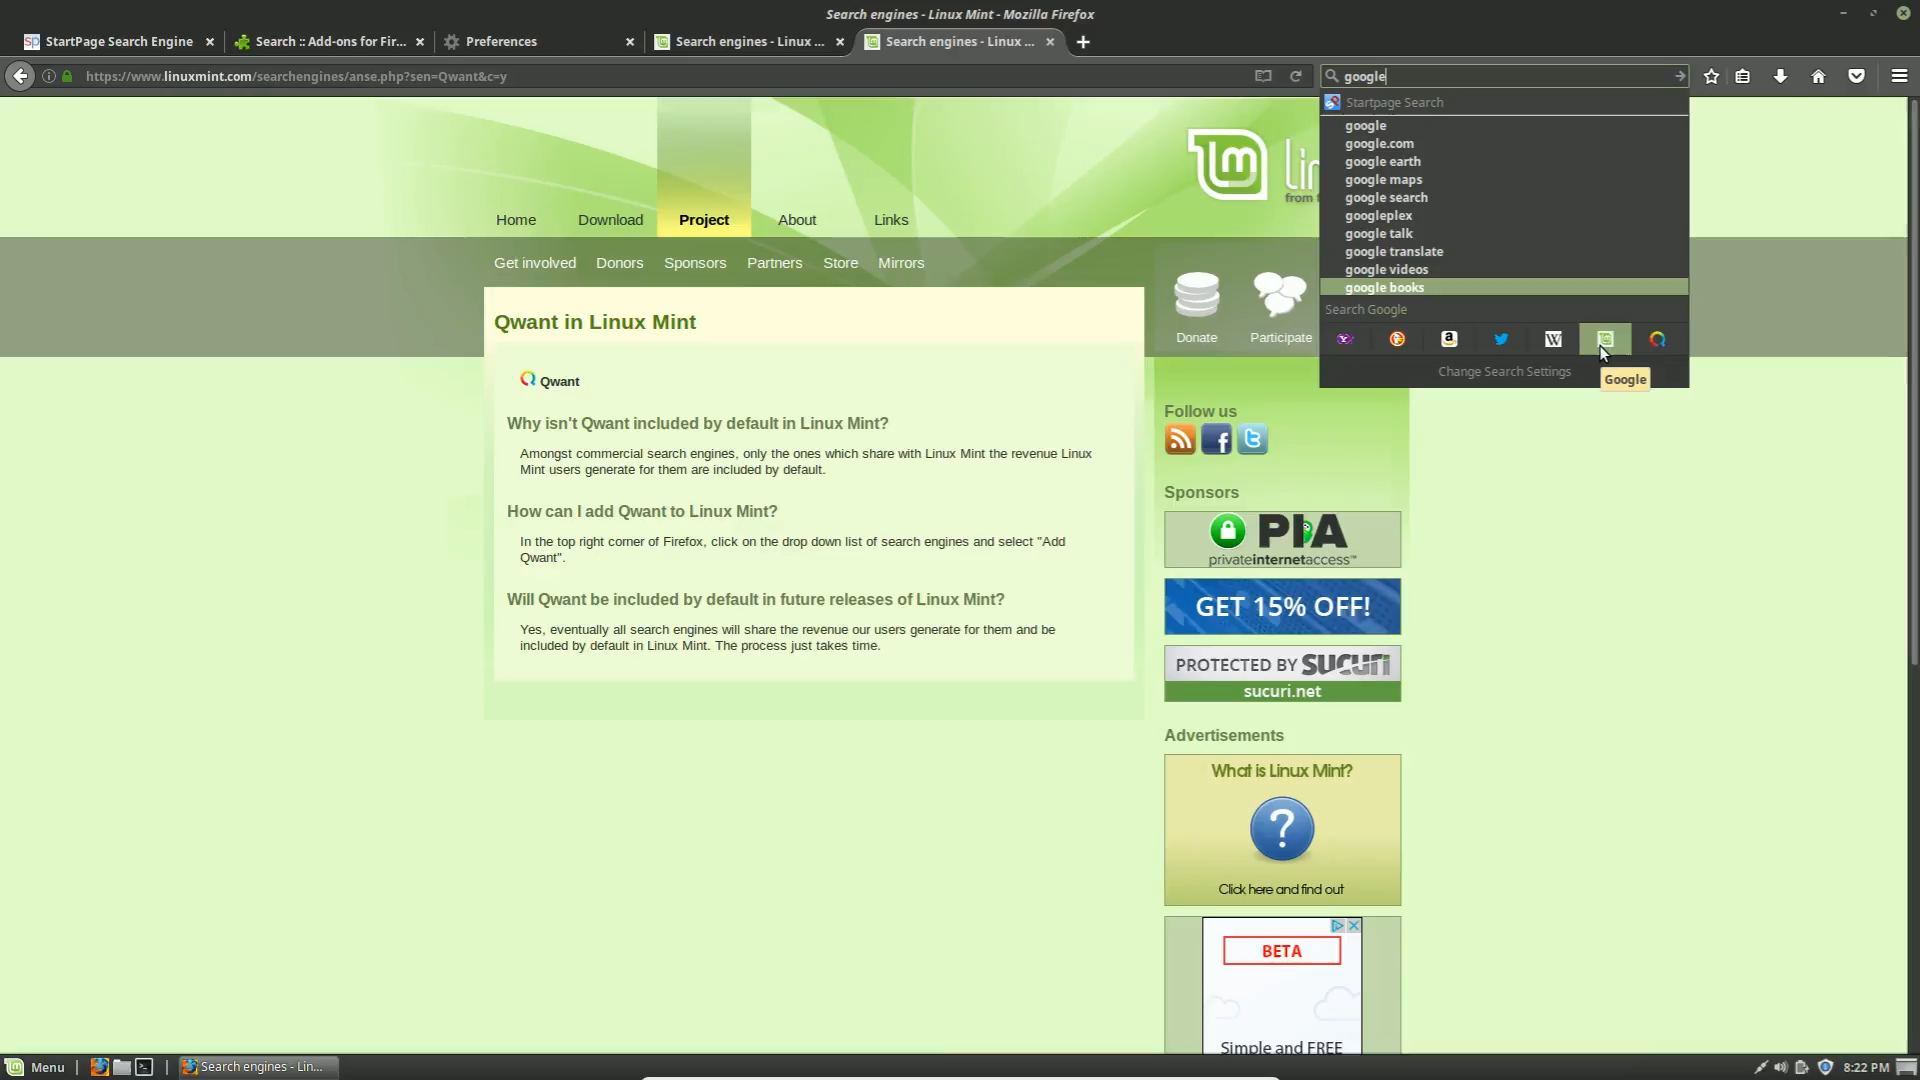 Search engines - Linux Mint - Mozilla Firefox
StartPage Search Engine
Search :: Add-ons for Fir...
Preferences
Search engines - Linux ...
Search engines - Linux ...
https://www.linuxmint.com/searchengines/anse.php?sen=Qwant&c=y
google
Startpage Search
google
google.com
google earth
google maps
google search
googleplex
google talk
google translate
google videos
google books
Search Google
Change Search Settings
Google
Home
Download
Project
About
Links
Get involved
Donors
Sponsors
Partners
Store
Mirrors
Donate
Participate
Qwant in Linux Mint
Qwant
Why isn't Qwant included by default in Linux Mint?
Amongst commercial search engines, only the ones which share with Linux Mint the revenue Linux
Mint users generate for them are included by default.
How can I add Qwant to Linux Mint?
In the top right corner of Firefox, click on the drop down list of search engines and select "Add
Qwant".
Will Qwant be included by default in future releases of Linux Mint?
Yes, eventually all search engines will share the revenue our users generate for them and be
included by default in Linux Mint. The process just takes time.
Follow us
Sponsors
PIA
privateinternetaccess™
GET 15% OFF!
PROTECTED BY SUCURI
sucuri.net
Advertisements
What is Linux Mint?
?
Click here and find out
BETA
Simple and FREE
Menu
Search engines - Lin...
8:22 PM